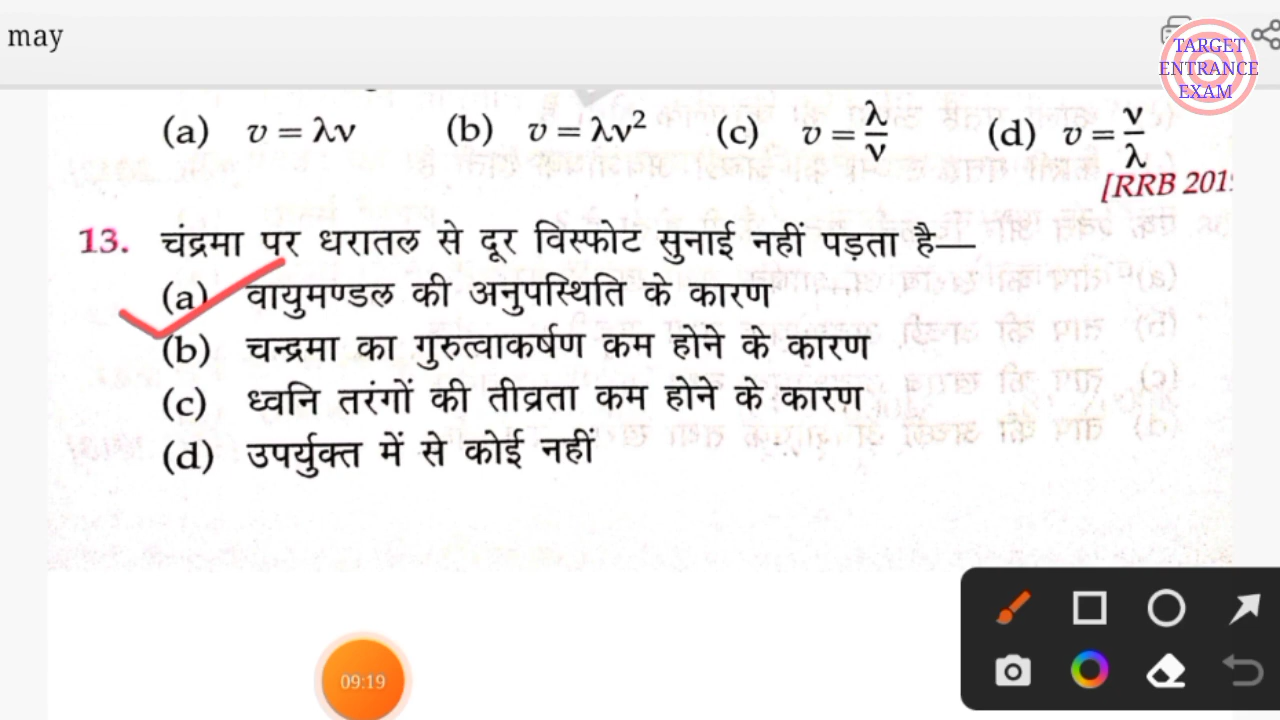 may
TARGET
ENTRANCE
EXAM
(a) v = λν (b) v = λν² (c) v = λ/ν (d) v = ν/λ
[RRB 201
13. चंद्रमा पर धरातल से दूर विस्फोट सुनाई नहीं पड़ता है—
(a) वायुमण्डल की अनुपस्थिति के कारण
(b) चन्द्रमा का गुरुत्वाकर्षण कम होने के कारण
(c) ध्वनि तरंगों की तीव्रता कम होने के कारण
(d) उपर्युक्त में से कोई नहीं
09:19